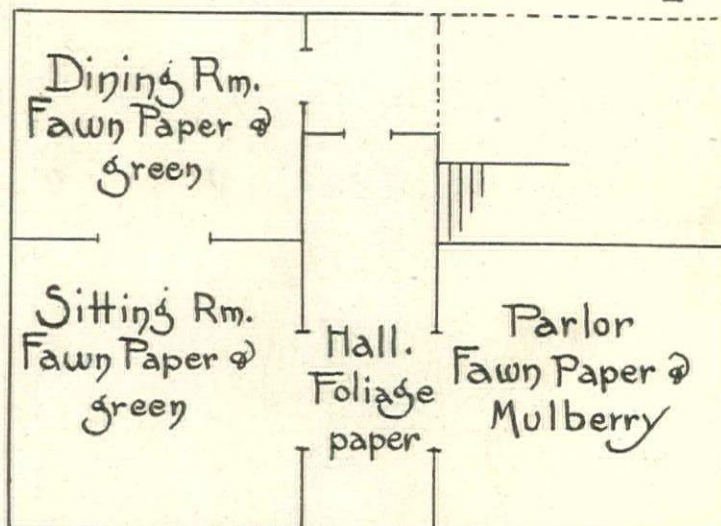 Dining Rm.
Fawn Paper &
green
Sitting Rm.
Fawn Paper &
green
Hall.
Foliage
paper
Parlor
Fawn Paper &
Mulberry